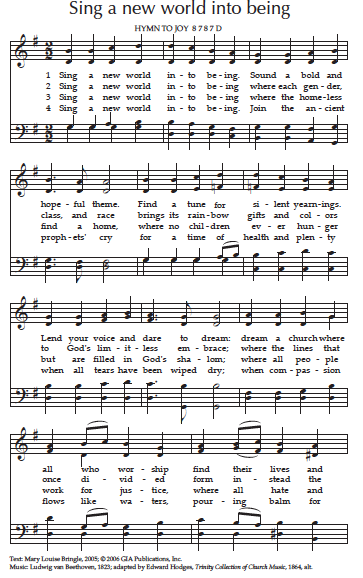 Sing a new world into being
HYMN TO JOY 8 7 8 7 D
1 Sing a new world in-to be-ing. Sound a bold and
2 Sing a new world in-to be-ing where each gen-der,
3 Sing a new world in-to be-ing where the home-less
4 Sing a new world in-to be-ing. Join the an-cient
hope-ful theme. Find a tune for si-lent yearn-ings.
class, and race brings its rain-bow gifts and col-ors
find a home, where no chil-dren ev-er hun-ger
proph-ets' cry for a time of health and plen-ty
Lend your voice and dare to dream: dream a church where
to God's lim-it-less em-brace; where the lines that
but are filled in God's sha-lom; where all peo-ple
when all tears have been wiped dry; when com-pas-sion
all who wor-ship find their lives and
once di-vid-ed form in-stead the
work for jus-tice, where all hate and
flows like wa-ters, pour-ing balm for
Text: Mary Louise Bringle, 2005; © 2006 GIA Publications, Inc.
Music: Ludwig van Beethoven, 1823; adapted by Edward Hodges, Trinity Collection of Church Music, 1864, alt.